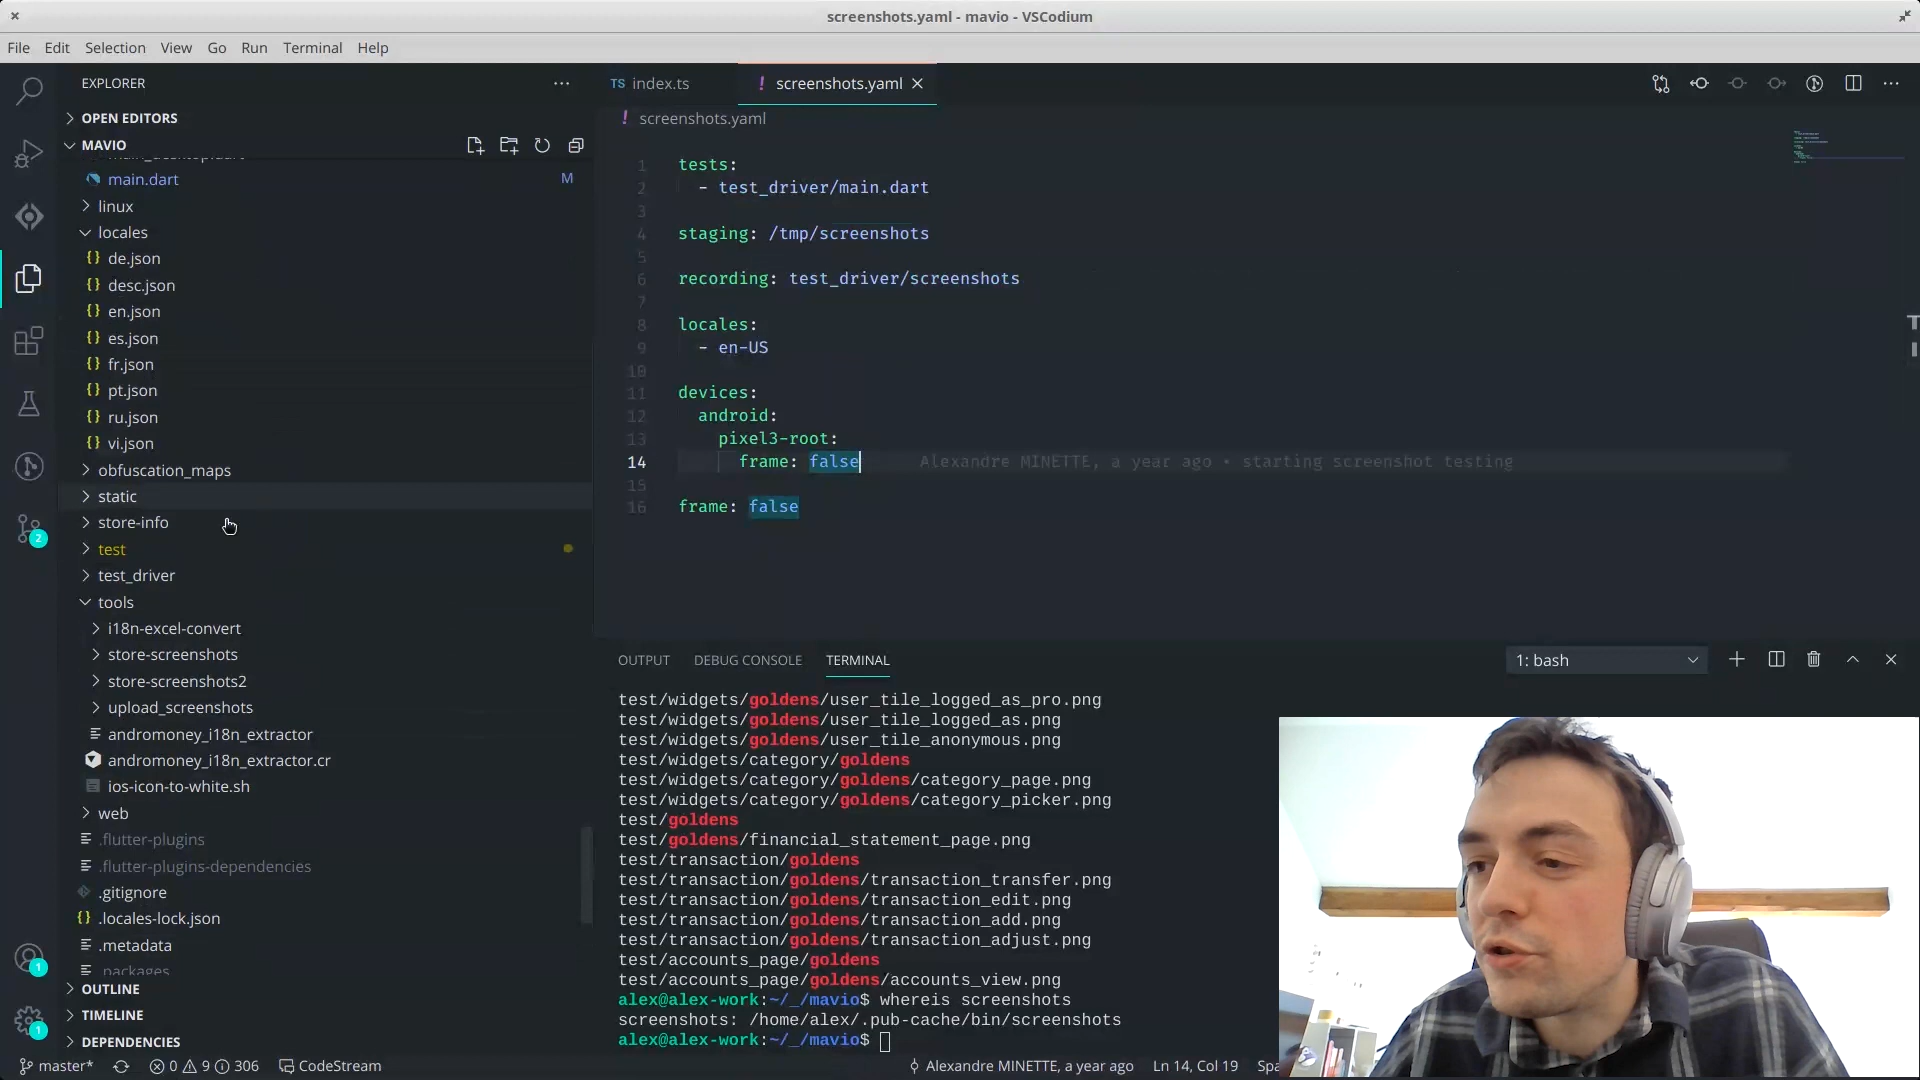 screenshots.yaml - mavio - VSCodium
File Edit Selection View Go Run Terminal Help
EXPLORER
OPEN EDITORS
MAVIO
main_desktop.dart
main.dart M
linux
locales
de.json
desc.json
en.json
es.json
fr.json
pt.json
ru.json
vi.json
obfuscation_maps
static
store-info
test
test_driver
tools
i18n-excel-convert
store-screenshots
store-screenshots2
upload_screenshots
andromoney_i18n_extractor
andromoney_i18n_extractor.cr
ios-icon-to-white.sh
web
.flutter-plugins
.flutter-plugins-dependencies
.gitignore
.locales-lock.json
.metadata
.packages
OUTLINE
TIMELINE
DEPENDENCIES
2
1
1
TS index.ts
! screenshots.yaml
! screenshots.yaml
1 tests:
2 - test_driver/main.dart
3
4 staging: /tmp/screenshots
5
6 recording: test_driver/screenshots
7
8 locales:
9 - en-US
10
11 devices:
12 android:
13 pixel3-root:
14 frame: false Alexandre MINETTE, a year ago • starting screenshot testing
15
16 frame: false
OUTPUT DEBUG CONSOLE TERMINAL 1: bash
test/widgets/goldens/user_tile_logged_as_pro.png
test/widgets/goldens/user_tile_logged_as.png
test/widgets/goldens/user_tile_anonymous.png
test/widgets/category/goldens
test/widgets/category/goldens/category_page.png
test/widgets/category/goldens/category_picker.png
test/goldens
test/goldens/financial_statement_page.png
test/transaction/goldens
test/transaction/goldens/transaction_transfer.png
test/transaction/goldens/transaction_edit.png
test/transaction/goldens/transaction_add.png
test/transaction/goldens/transaction_adjust.png
test/accounts_page/goldens
test/accounts_page/goldens/accounts_view.png
alex@alex-work:~/_/mavio$ whereis screenshots
screenshots: /home/alex/.pub-cache/bin/screenshots
alex@alex-work:~/_/mavio$
master* 0 9 306 CodeStream Alexandre MINETTE, a year ago Ln 14, Col 19 Spa